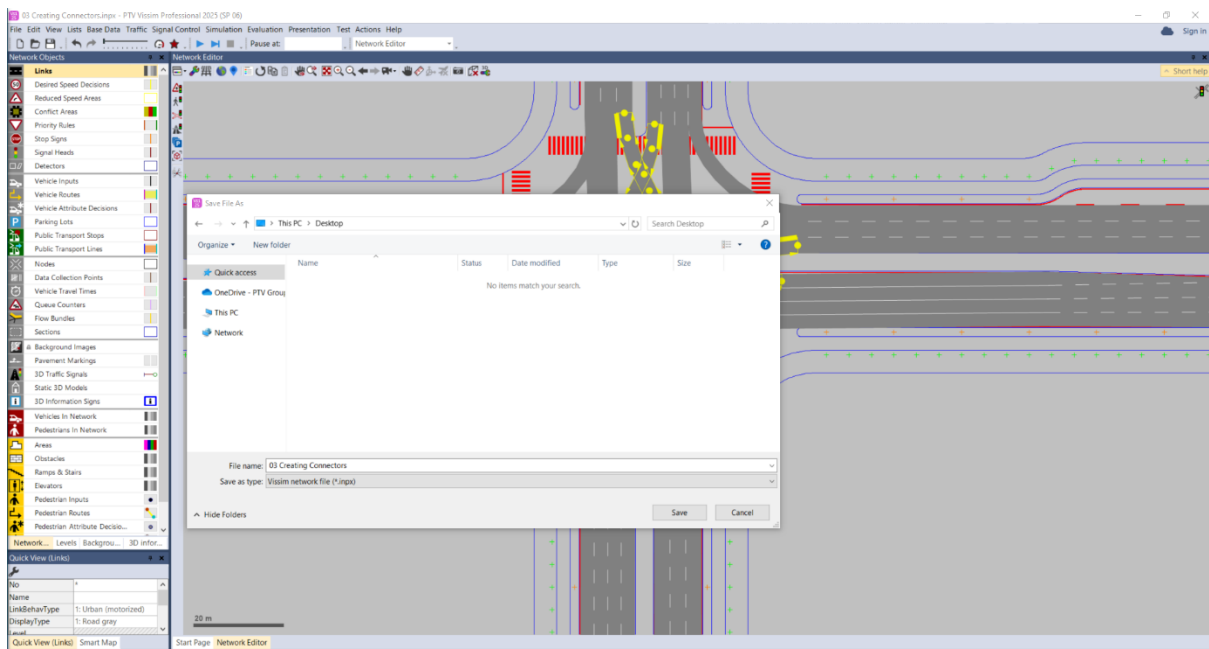 03 Creating Connectors.inpx - PTV Vissim Professional 2025 (SP 06)
File Edit View Lists Base Data Traffic Signal Control Simulation Evaluation Presentation Test Actions Help
Sign in
Pause at:
Network Editor
Network Objects
Network Editor
Links
Short help
Desired Speed Decisions
Reduced Speed Areas
Conflict Areas
Priority Rules
Stop Signs
Signal Heads
Detectors
Vehicle Inputs
Vehicle Routes
Vehicle Attribute Decisions
Parking Lots
Public Transport Stops
Public Transport Lines
Nodes
Data Collection Points
Vehicle Travel Times
Queue Counters
Flow Bundles
Sections
Background Images
Pavement Markings
3D Traffic Signals
Static 3D Models
3D Information Signs
Vehicles In Network
Pedestrians In Network
Areas
Obstacles
Ramps & Stairs
Elevators
Pedestrian Inputs
Pedestrian Routes
Pedestrian Attribute Decisio...
Network... Levels Backgrou... 3D infor...
Save File As
This PC > Desktop
Search Desktop
Organize New folder
Name Status Date modified Type Size
No items match your search.
Quick access
OneDrive - PTV Group
This PC
Network
File name: 03 Creating Connectors
Save as type: Vissim network file (*.inpx)
Hide Folders
Save Cancel
Quick View (Links)
No *
Name
LinkBehavType 1: Urban (motorized)
DisplayType 1: Road gray
Level
20 m
Quick View (Links) Smart Map
Start Page Network Editor